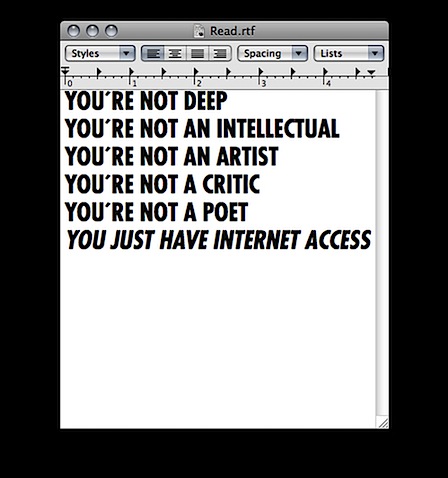 Read.rtf
Styles Spacing Lists
0 1 2 3 4
YOU´RE NOT DEEP
YOU´RE NOT AN INTELLECTUAL
YOU´RE NOT AN ARTIST
YOU´RE NOT A CRITIC
YOU´RE NOT A POET
YOU JUST HAVE INTERNET ACCESS